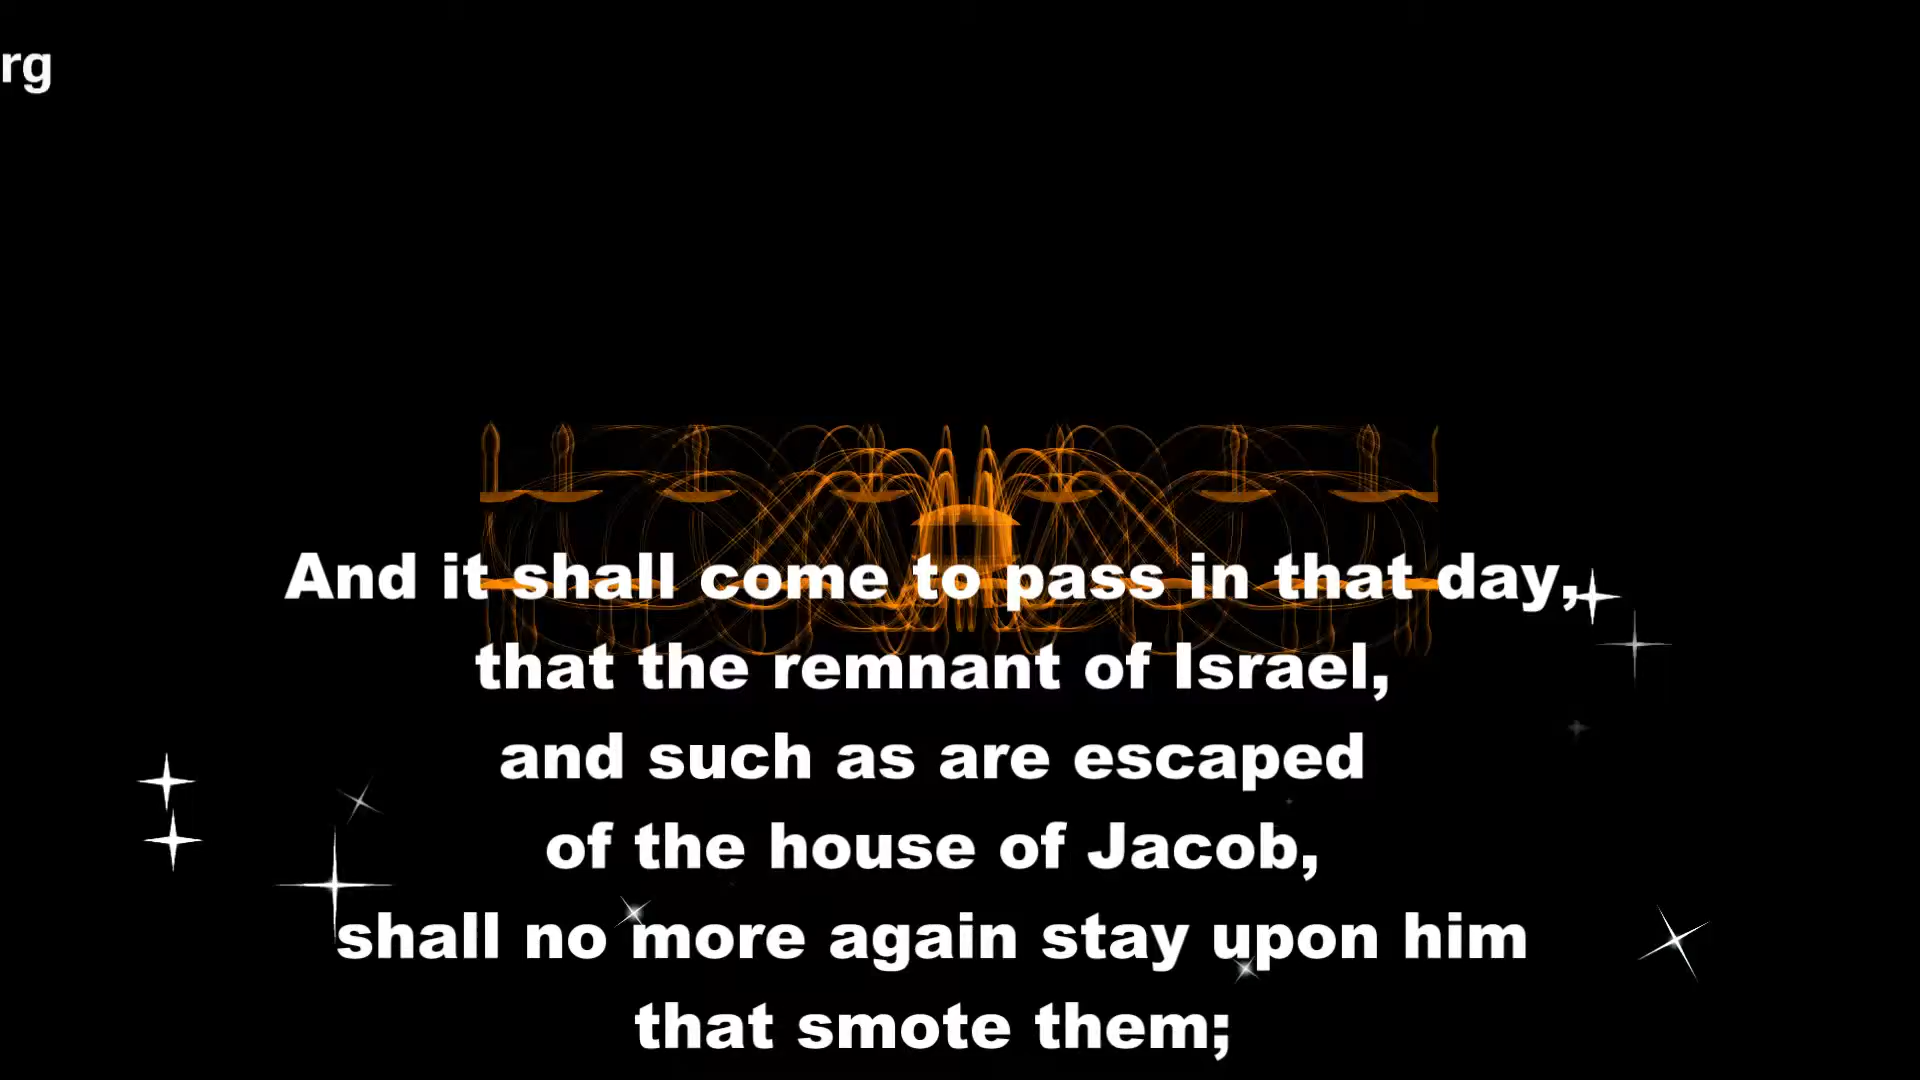 rg
And it shall come to pass in that day,
that the remnant of Israel,
and such as are escaped
of the house of Jacob,
shall no more again stay upon him
that smote them;